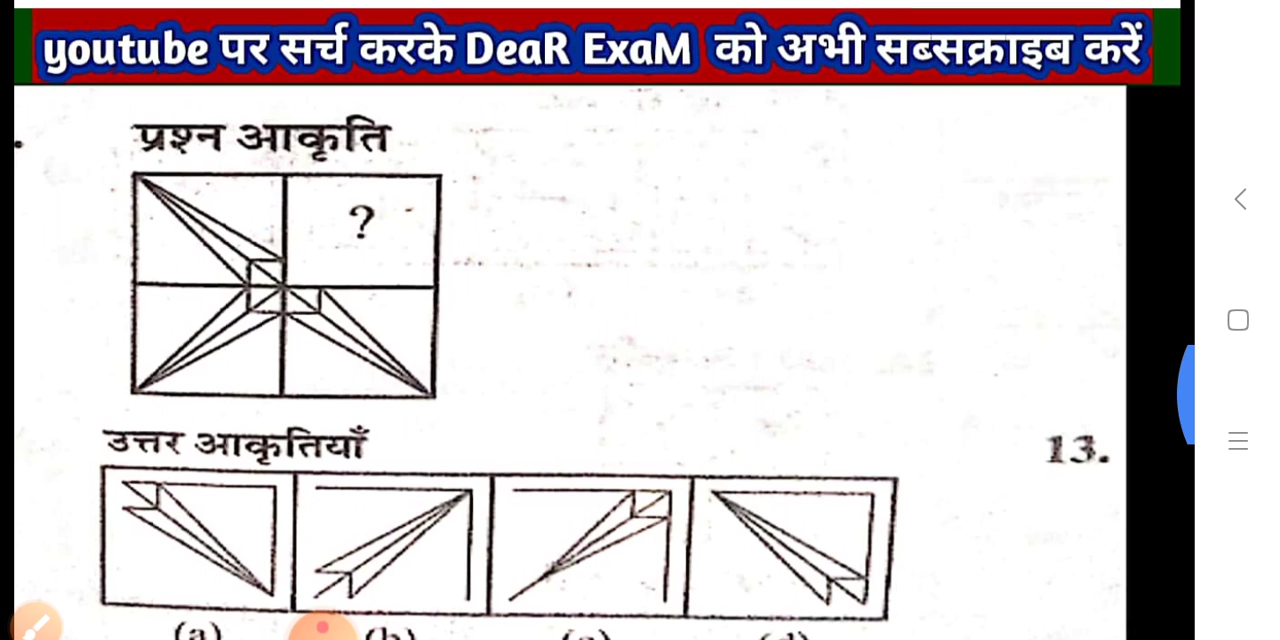 youtube पर सर्च करके DeaR ExaM को अभी सब्सक्राइब करें
प्रश्न आकृति
?
उत्तर आकृतियाँ
13.
(a) (b) (c) (d)